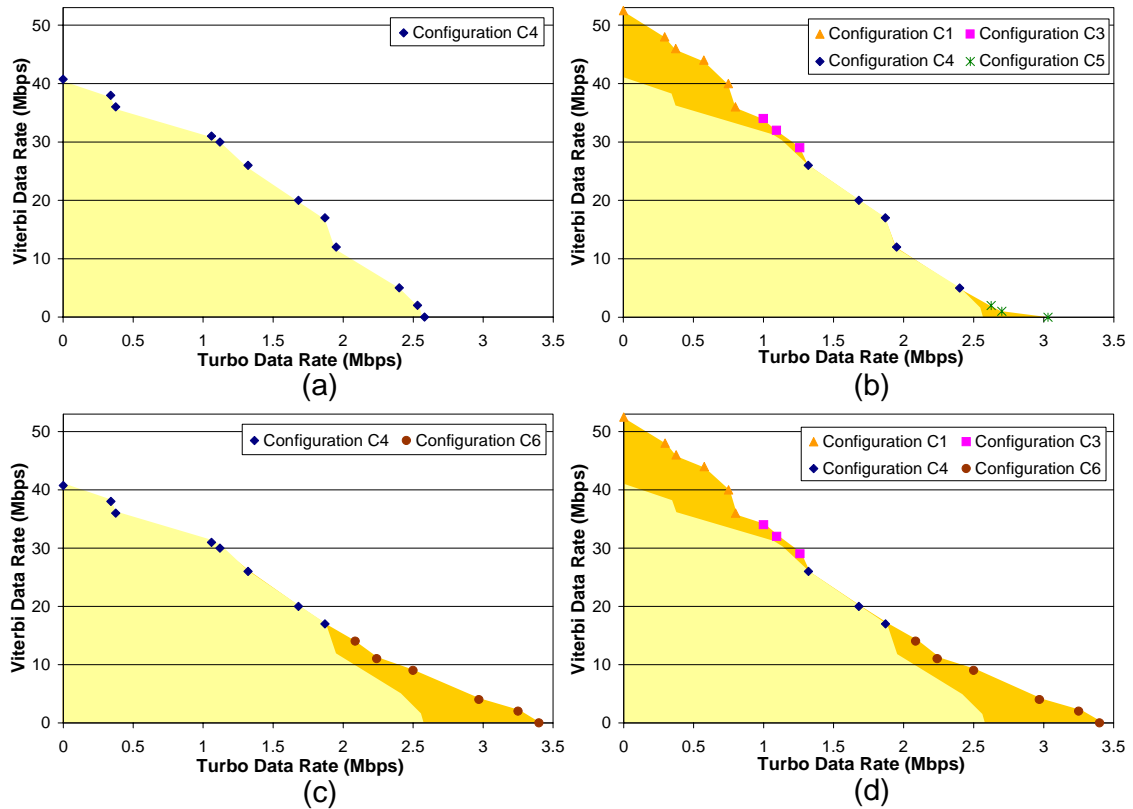 50
40
30
20
10
0
Viterbi Data Rate (Mbps)
Configuration C4
0 0.5 1 1.5 2 2.5 3 3.5
Turbo Data Rate (Mbps)
(a)
50
40
30
20
10
0
Viterbi Data Rate (Mbps)
Configuration C1 Configuration C3
Configuration C4 Configuration C5
0 0.5 1 1.5 2 2.5 3 3.5
Turbo Data Rate (Mbps)
(b)
50
40
30
20
10
0
Viterbi Data Rate (Mbps)
Configuration C4 Configuration C6
0 0.5 1 1.5 2 2.5 3 3.5
Turbo Data Rate (Mbps)
(c)
50
40
30
20
10
0
Viterbi Data Rate (Mbps)
Configuration C1 Configuration C3
Configuration C4 Configuration C6
0 0.5 1 1.5 2 2.5 3 3.5
Turbo Data Rate (Mbps)
(d)